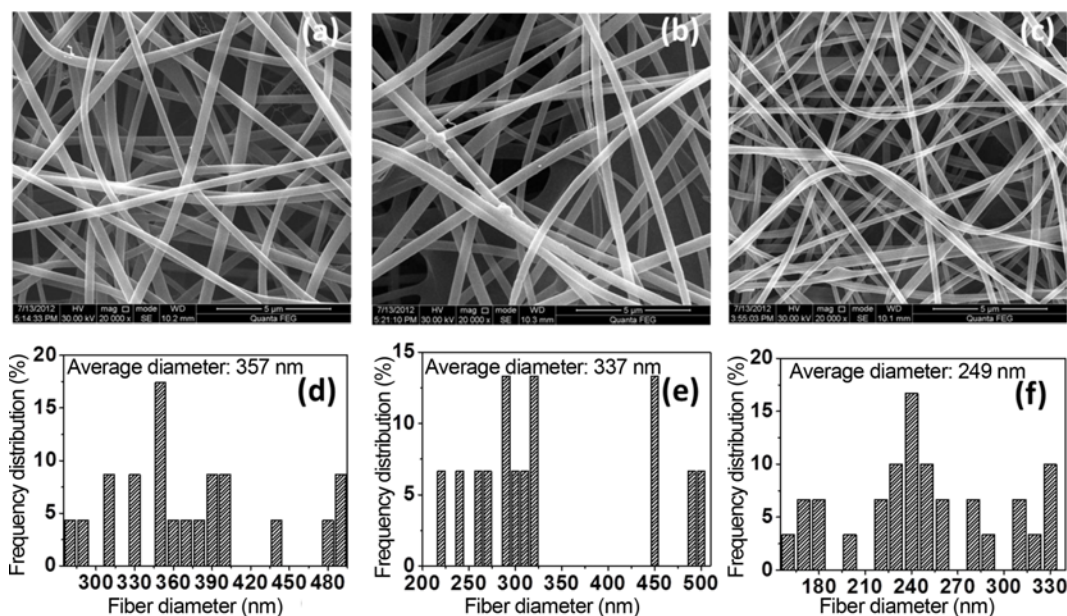 (a)
7/13/2012 HV mag □ mode WD 5 µm
5:14:33 PM 30.00 kV 20 000 x SE 10.2 mm Quanta FEG
(b)
7/13/2012 HV mag □ mode WD 5 µm
5:21:10 PM 30.00 kV 20 000 x SE 10.3 mm Quanta FEG
(c)
7/13/2012 HV mag □ mode WD 5 µm
3:55:03 PM 30.00 kV 20 000 x SE 10.1 mm Quanta FEG
Frequency distribution (%)
20
15
10
5
0
Average diameter: 357 nm
(d)
300 330 360 390 420 450 480
Fiber diameter (nm)
Frequency distribution (%)
15
10
5
0
Average diameter: 337 nm
(e)
200 250 300 350 400 450 500
Fiber diameter (nm)
Frequency distribution (%)
20
15
10
5
0
Average diameter: 249 nm
(f)
180 210 240 270 300 330
Fiber diameter (nm)